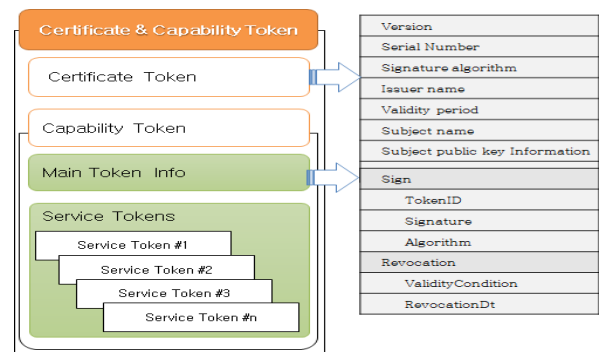 Certificate & Capability Token
Certificate Token
Capability Token
Main Token Info
Service Tokens
Service Token #1
Service Token #2
Service Token #3
Service Token #n
Version
Serial Number
Signature algorithm
Issuer name
Validity period
Subject name
Subject public key Information
Sign
TokenID
Signature
Algorithm
Revocation
ValidityCondition
RevocationDt